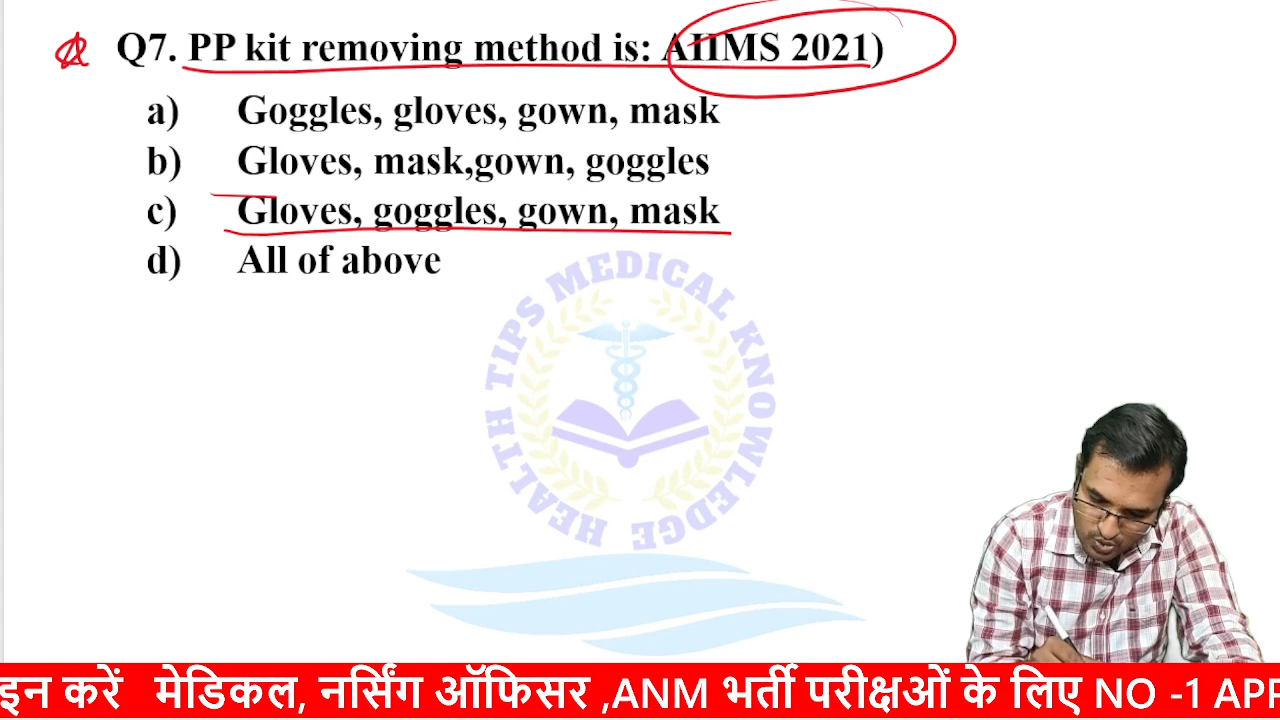 Q7. PP kit removing method is: AIIMS 2021)
a) Goggles, gloves, gown, mask
b) Gloves, mask,gown, goggles
c) Gloves, goggles, gown, mask
d) All of above
HEALTH TIPS MEDICAL KNOWLEDGE
इन करें मेडिकल, नर्सिंग ऑफिसर ,ANM भर्ती परीक्षओं के लिए NO -1 APP